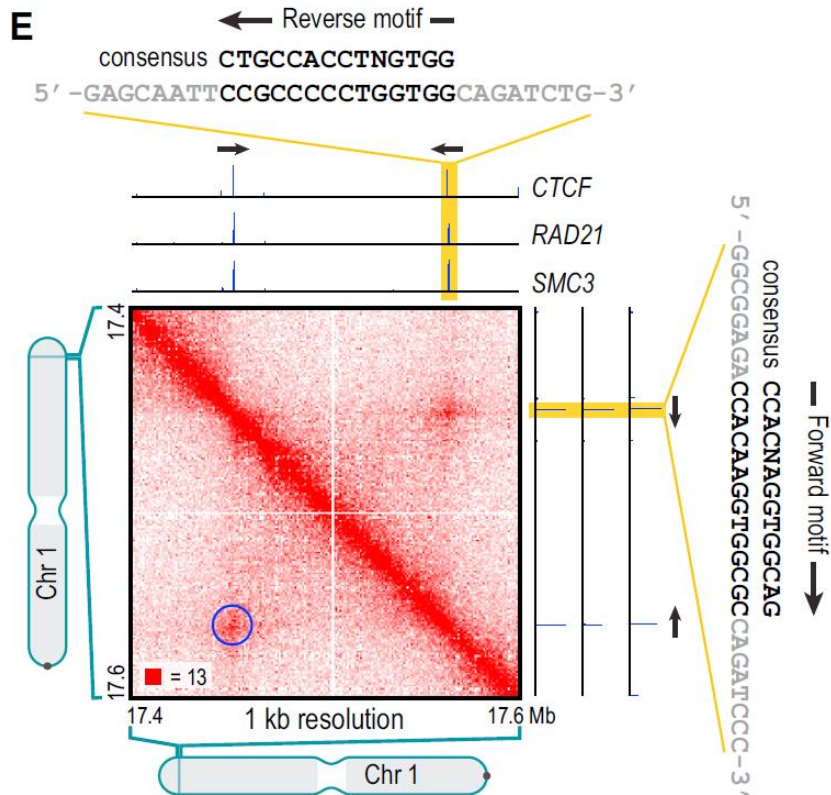 E
Reverse motif
consensus CTGCCACCTNGTGG
5′-GAGCAATTCCGCCCCCTGGTGGCAGATCTG-3′
CTCF
RAD21
SMC3
17.4
17.6
= 13
17.4
1 kb resolution
17.6 Mb
Chr 1
Chr 1
5′-GGCGGAGACCACAAGGTGGCGCCAGATCCC-3′
consensus CCACNAGGTGGCAG
Forward motif